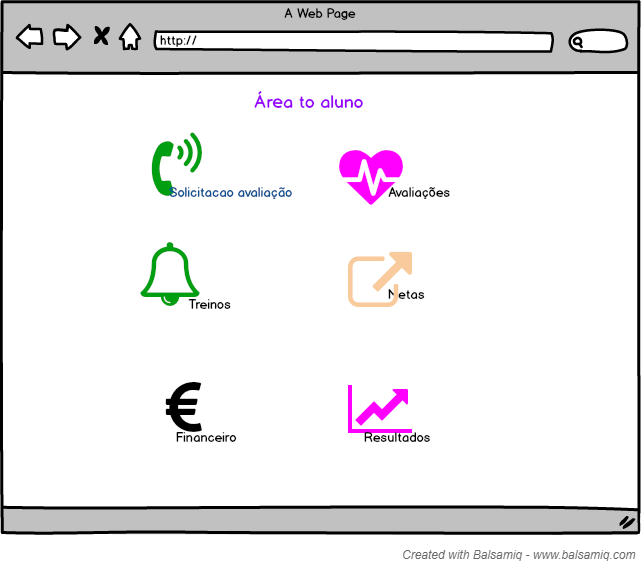 A Web Page
http://
Área to aluno
Solicitacao avaliação
Avaliações
Treinos
Metas
Financeiro
Resultados
Created with Balsamiq - www.balsamiq.com